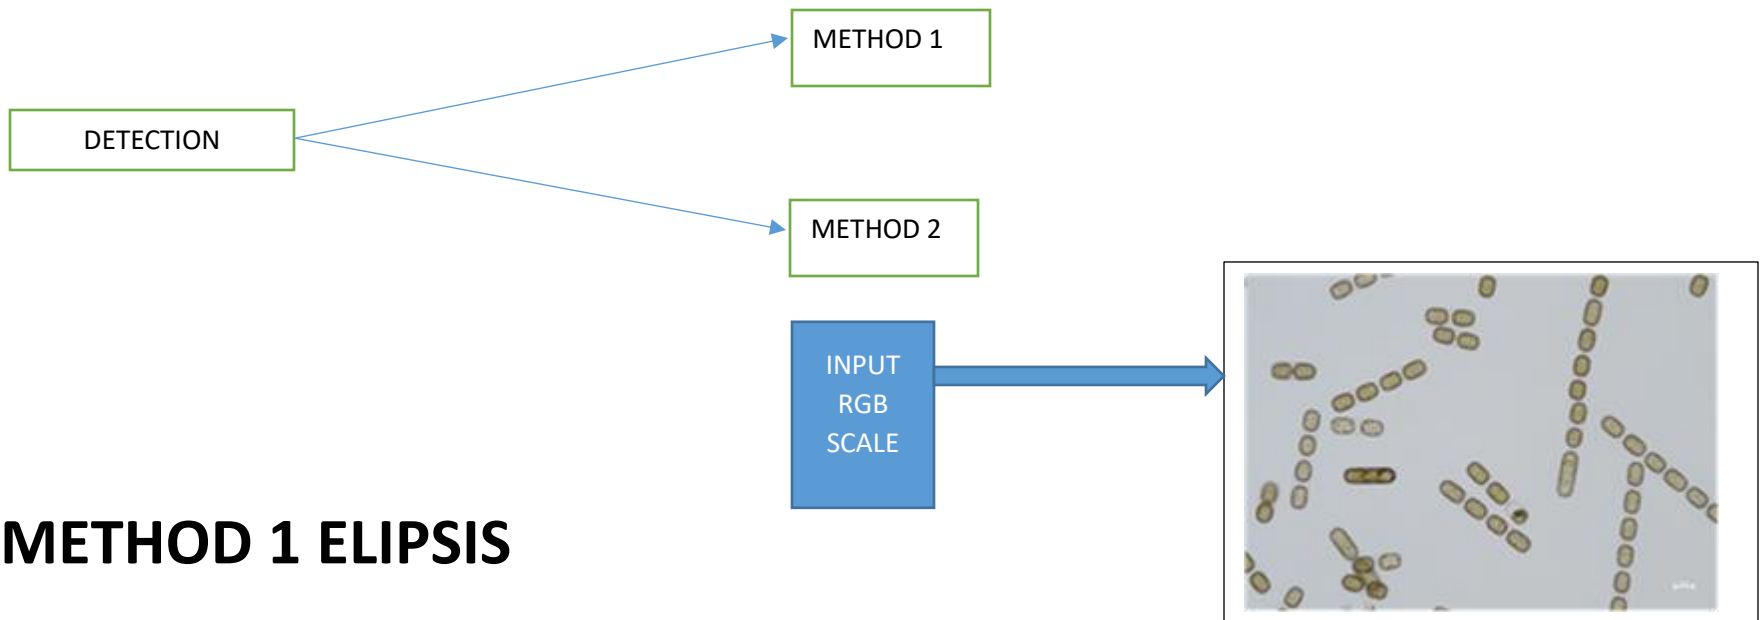 METHOD 1
DETECTION
METHOD 2
INPUT
RGB
SCALE
METHOD 1 ELIPSIS